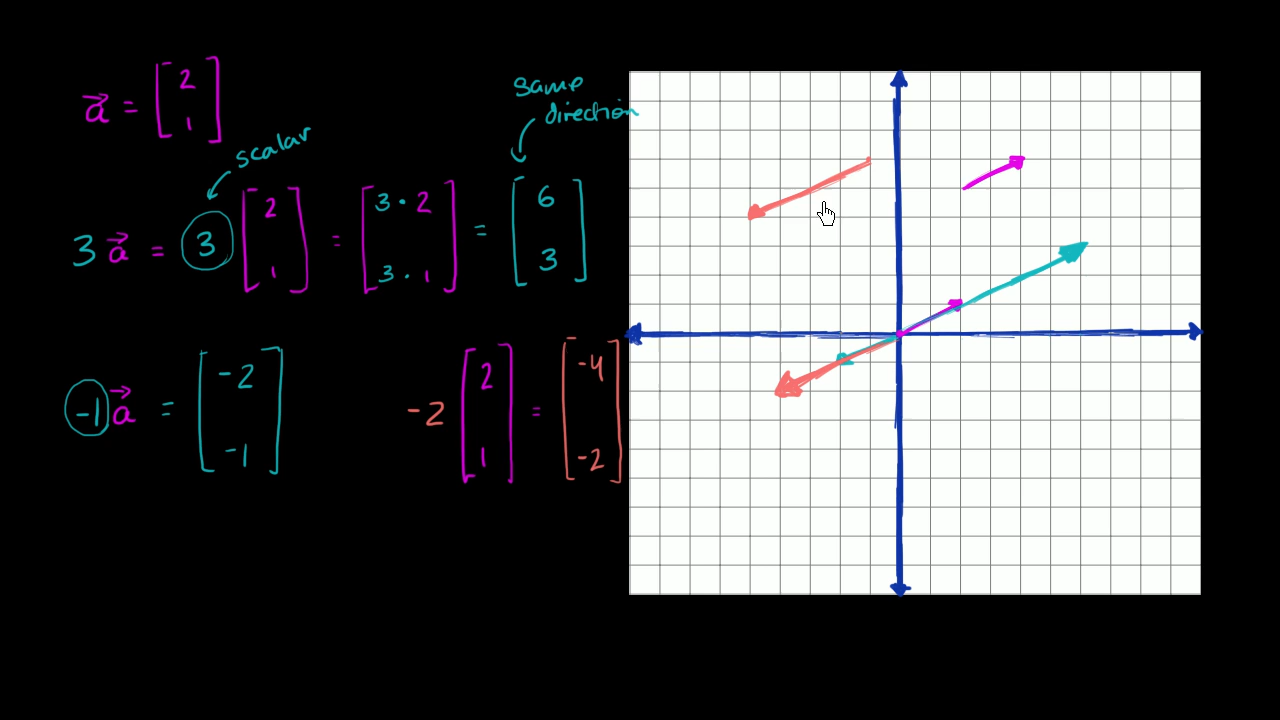 a⃗ = [2
1]
same
direction
scalar
3 a⃗ = 3 [2
1] = [3 · 2
3 · 1] = [6
3]
-1 a⃗ = [-2
-1]
-2 [2
1] = [-4
-2]